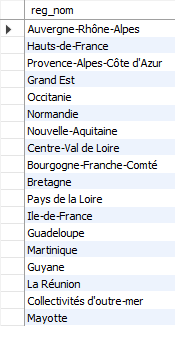 reg_nom
Auvergne-Rhône-Alpes
Hauts-de-France
Provence-Alpes-Côte d'Azur
Grand Est
Occitanie
Normandie
Nouvelle-Aquitaine
Centre-Val de Loire
Bourgogne-Franche-Comté
Bretagne
Pays de la Loire
Ile-de-France
Guadeloupe
Martinique
Guyane
La Réunion
Collectivités d'outre-mer
Mayotte